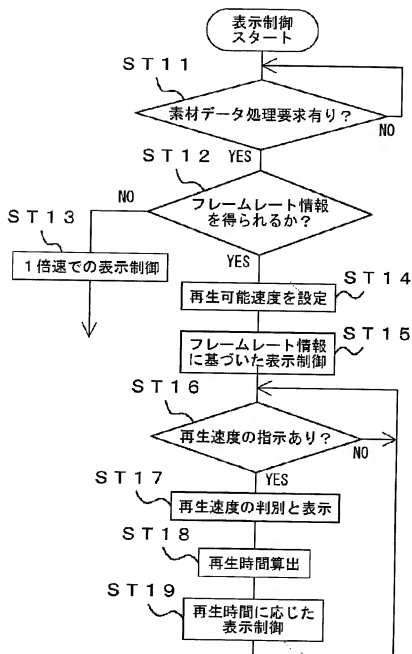 表示制御
スタート
ST11
素材データ処理要求有り？
NO
YES
ST12
フレームレート情報
を得られるか？
NO
ST13
1倍速での表示制御
YES
再生可能速度を設定
ST14
フレームレート情報
に基づいた表示制御
ST15
ST16
再生速度の指示あり？
NO
YES
ST17
再生速度の判別と表示
ST18
再生時間算出
ST19
再生時間に応じた
表示制御